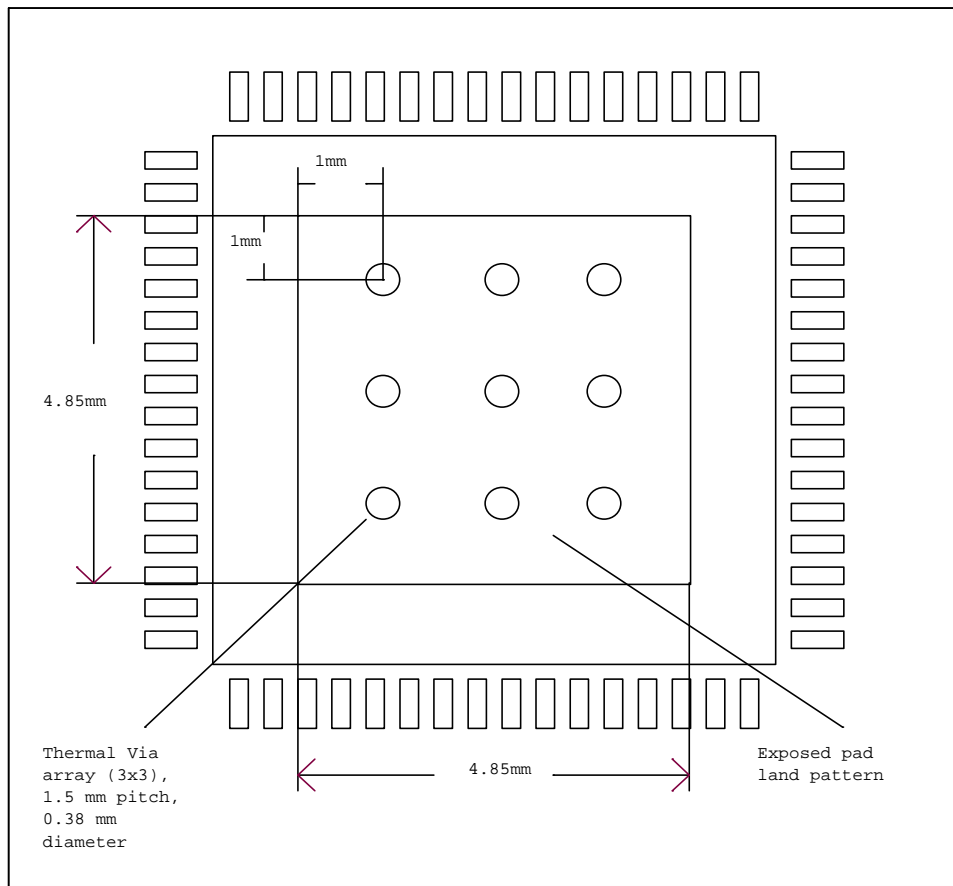 1mm
1mm
4.85mm
4.85mm
Thermal Via
array (3x3),
1.5 mm pitch,
0.38 mm
diameter
Exposed pad
land pattern